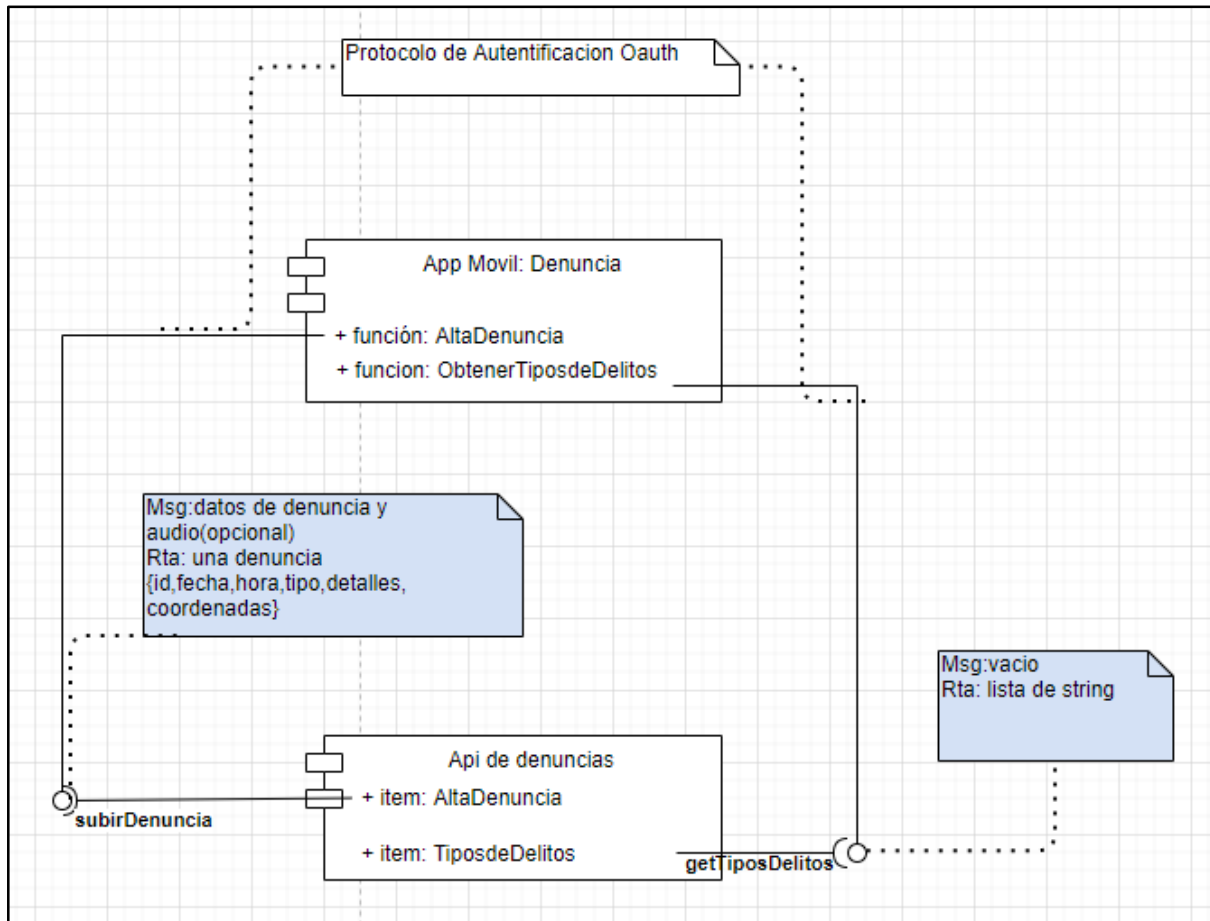 Protocolo de Autentificacion Oauth
App Movil: Denuncia
+ función: AltaDenuncia
+ funcion: ObtenerTiposdeDelitos
Msg:datos de denuncia y
audio(opcional)
Rta: una denuncia
{id,fecha,hora,tipo,detalles,
coordenadas}
Msg:vacio
Rta: lista de string
Api de denuncias
+ item: AltaDenuncia
subirDenuncia
+ item: TiposdeDelitos
getTiposDelitos